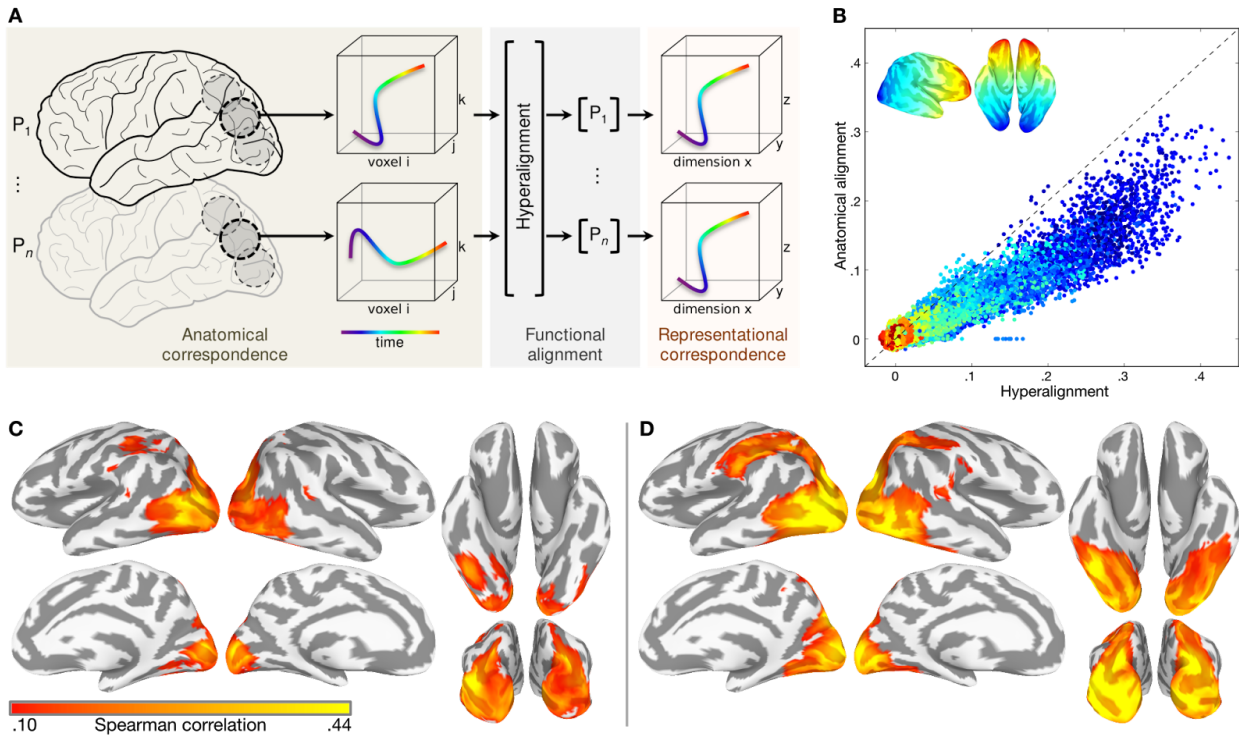 A
P1
...
Pn
voxel i
j
k
voxel i
j
k
time
Anatomical
correspondence
Hyperalignment
[P1]
...
[Pn]
Functional
alignment
dimension x
y
z
dimension x
y
z
Representational
correspondence
B
Anatomical alignment
.4
.3
.2
.1
0
0
.1
.2
.3
.4
Hyperalignment
C
D
.10 Spearman correlation .44